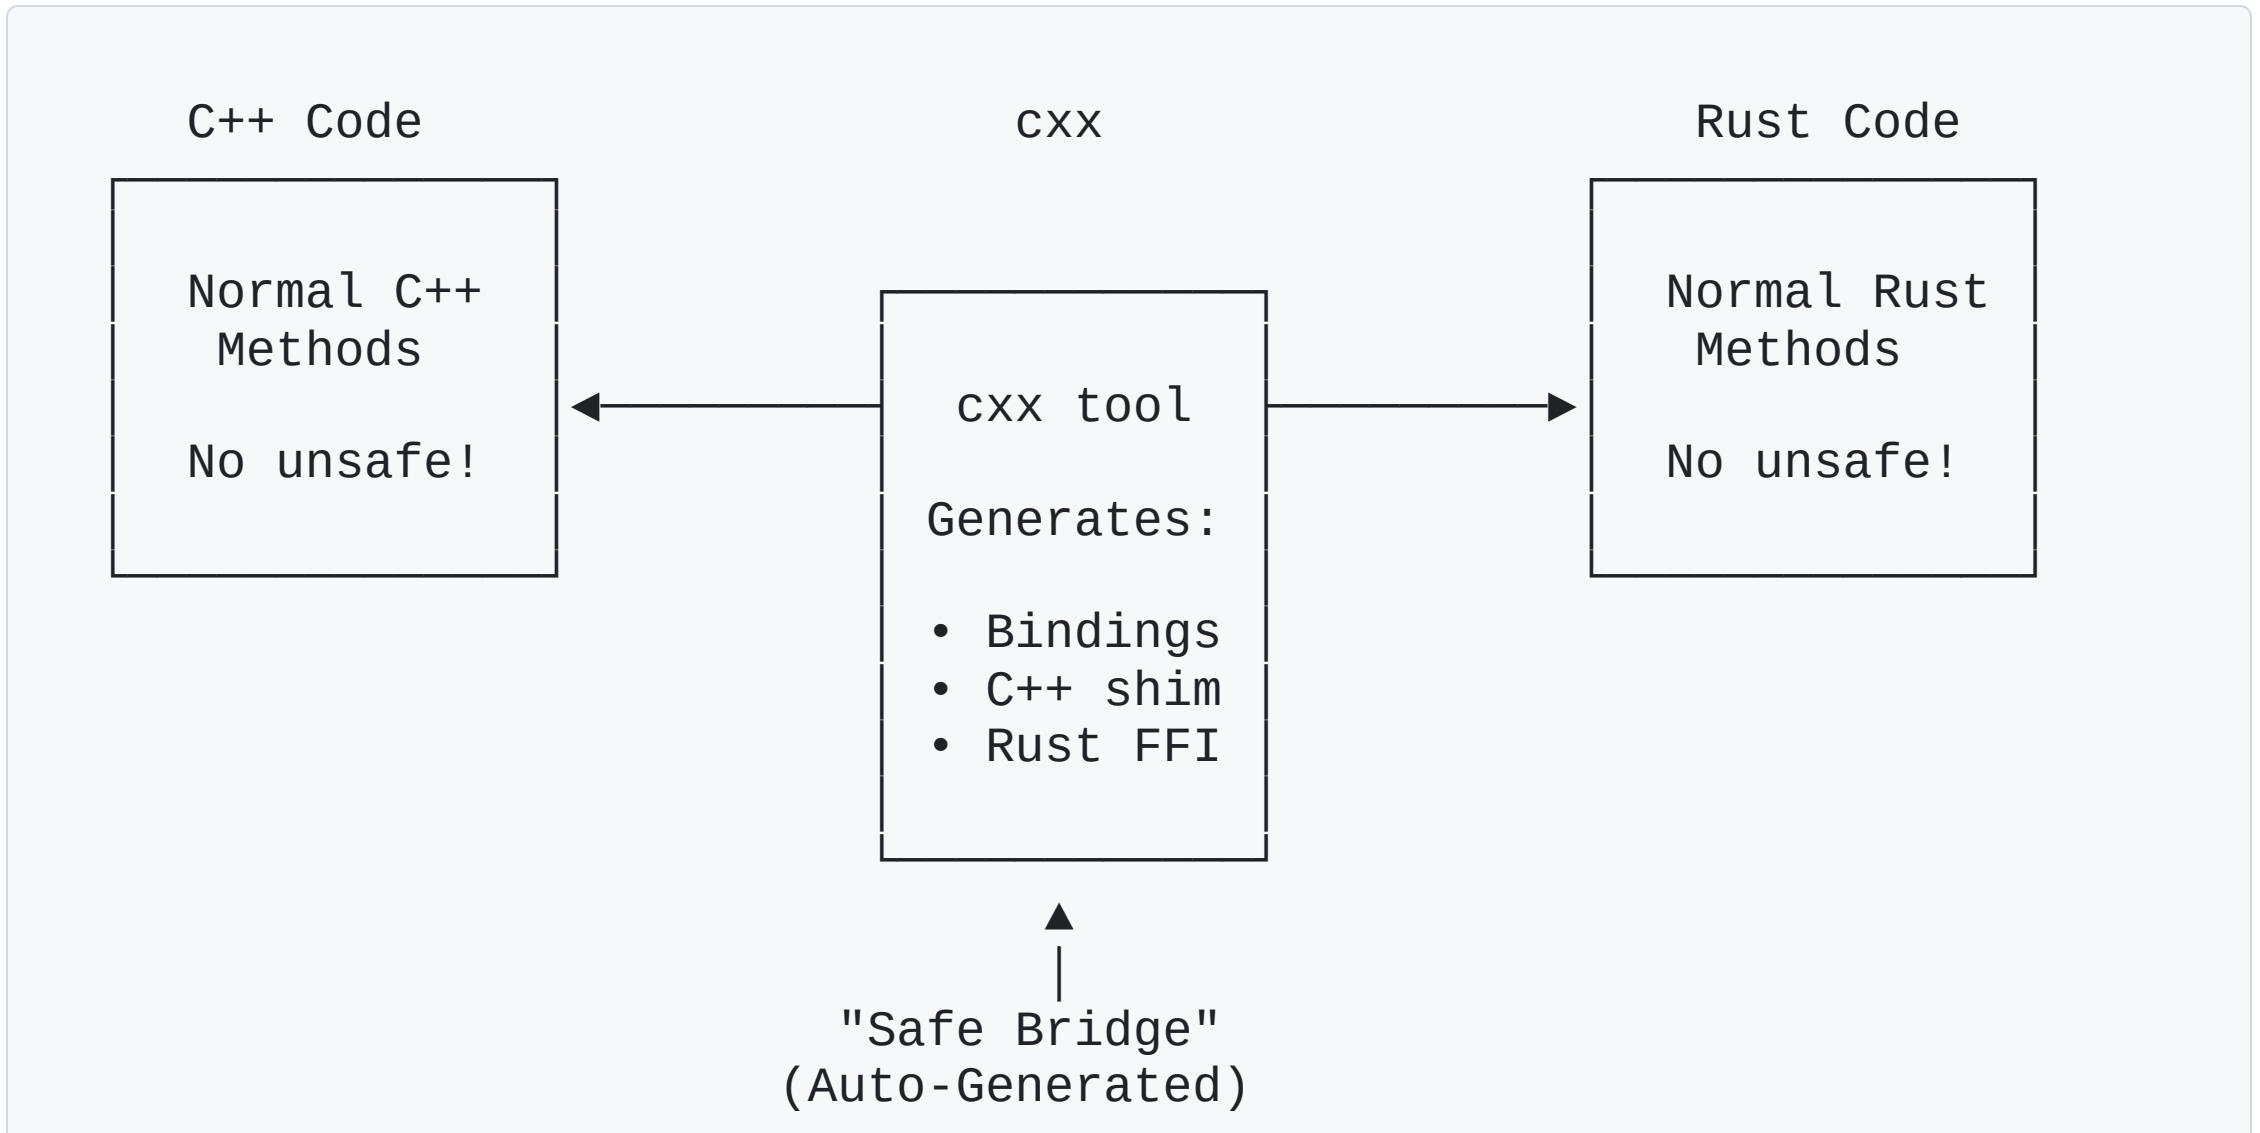 C++ Code
cxx
Rust Code
Normal C++
Methods
No unsafe!
cxx tool
Generates:
• Bindings
• C++ shim
• Rust FFI
Normal Rust
Methods
No unsafe!
"Safe Bridge"
(Auto-Generated)